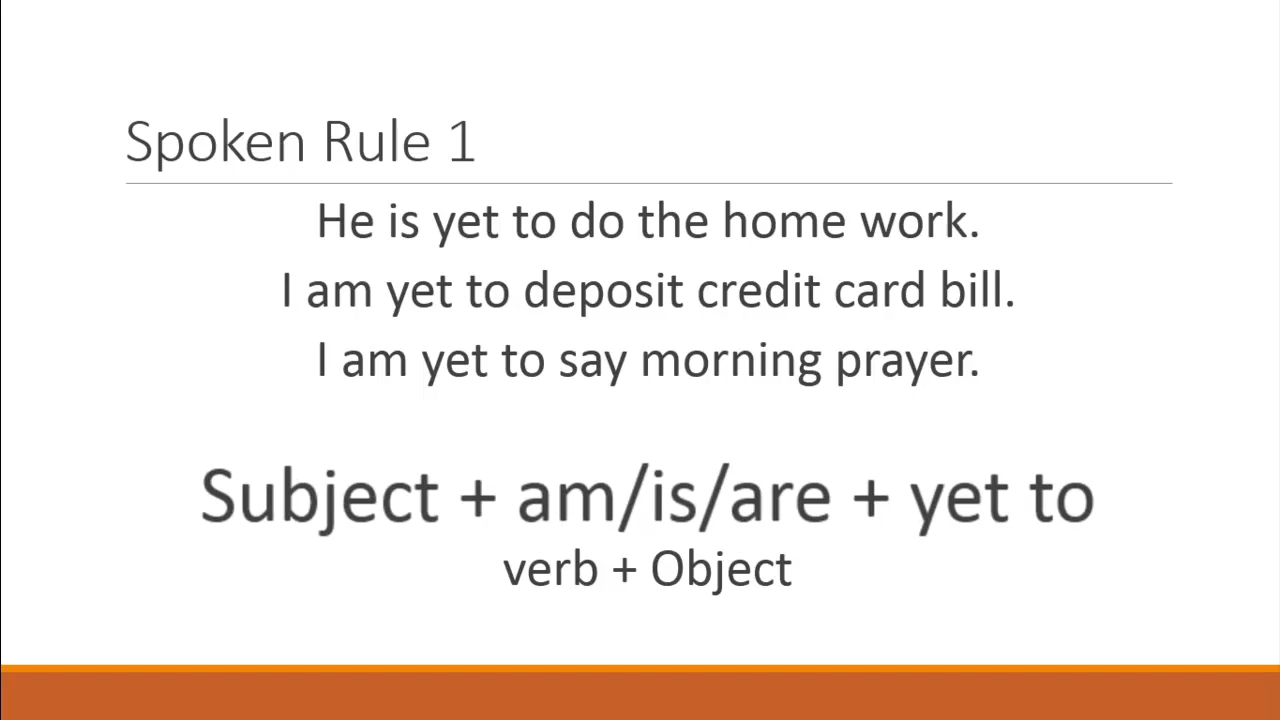 Spoken Rule 1
He is yet to do the home work.
I am yet to deposit credit card bill.
I am yet to say morning prayer.
Subject + am/is/are + yet to
verb + Object